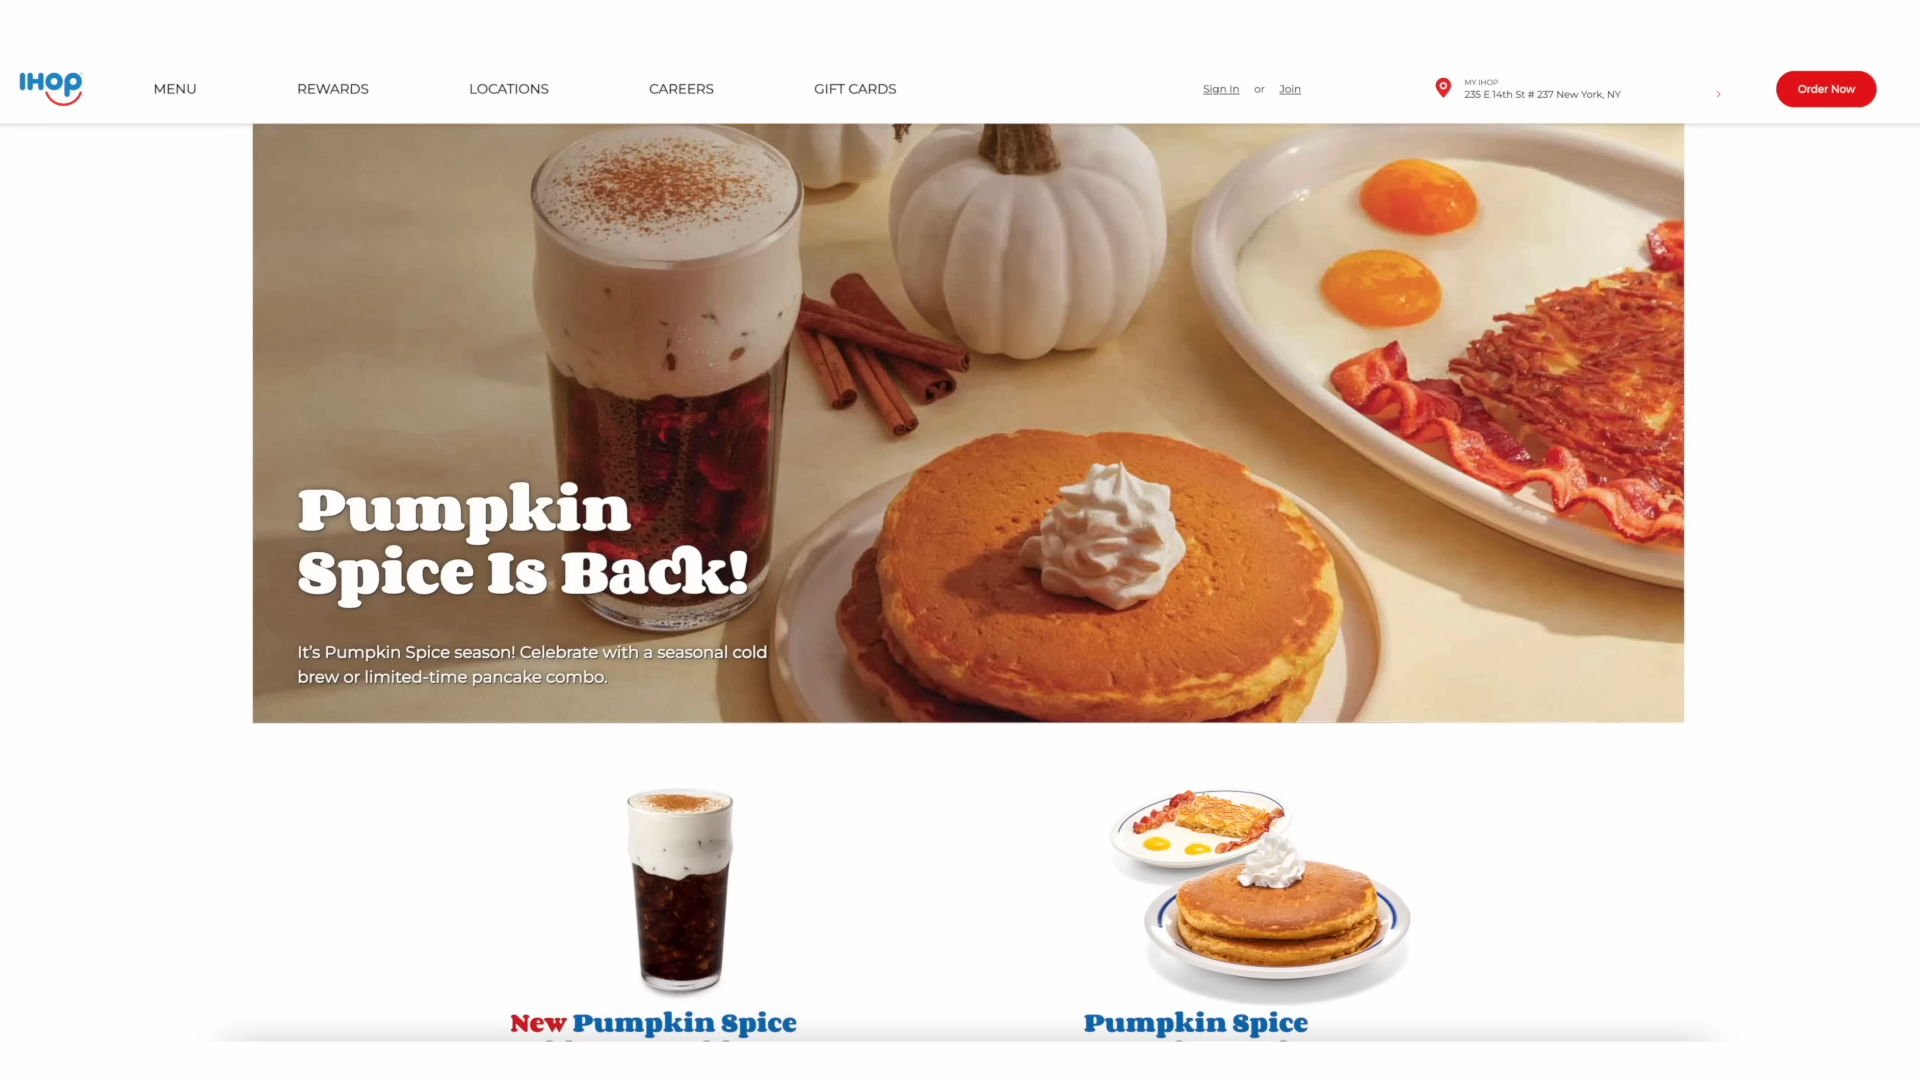 IHOP
MENU
REWARDS
LOCATIONS
CAREERS
GIFT CARDS
Sign In or Join
MY IHOP
235 E 14th St # 237 New York, NY
Order Now
Pumpkin
Spice Is Back!
It's Pumpkin Spice season! Celebrate with a seasonal cold
brew or limited-time pancake combo.
New Pumpkin Spice
Pumpkin Spice